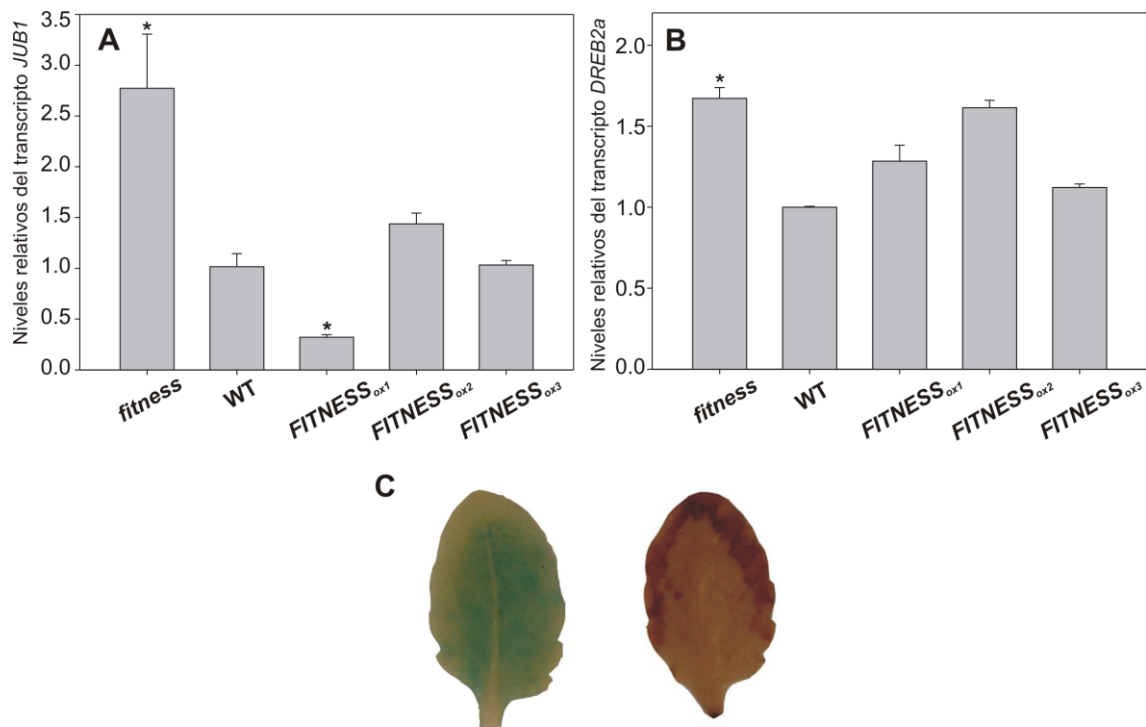 A
Niveles relativos del transcripto JUB1
3.5
3.0
2.5
2.0
1.5
1.0
0.5
0.0
*
*
fitness
WT
FITNESSox1
FITNESSox2
FITNESSox3
B
Niveles relativos del transcripto DREB2a
2.0
1.5
1.0
0.5
0.0
*
fitness
WT
FITNESSox1
FITNESSox2
FITNESSox3
C